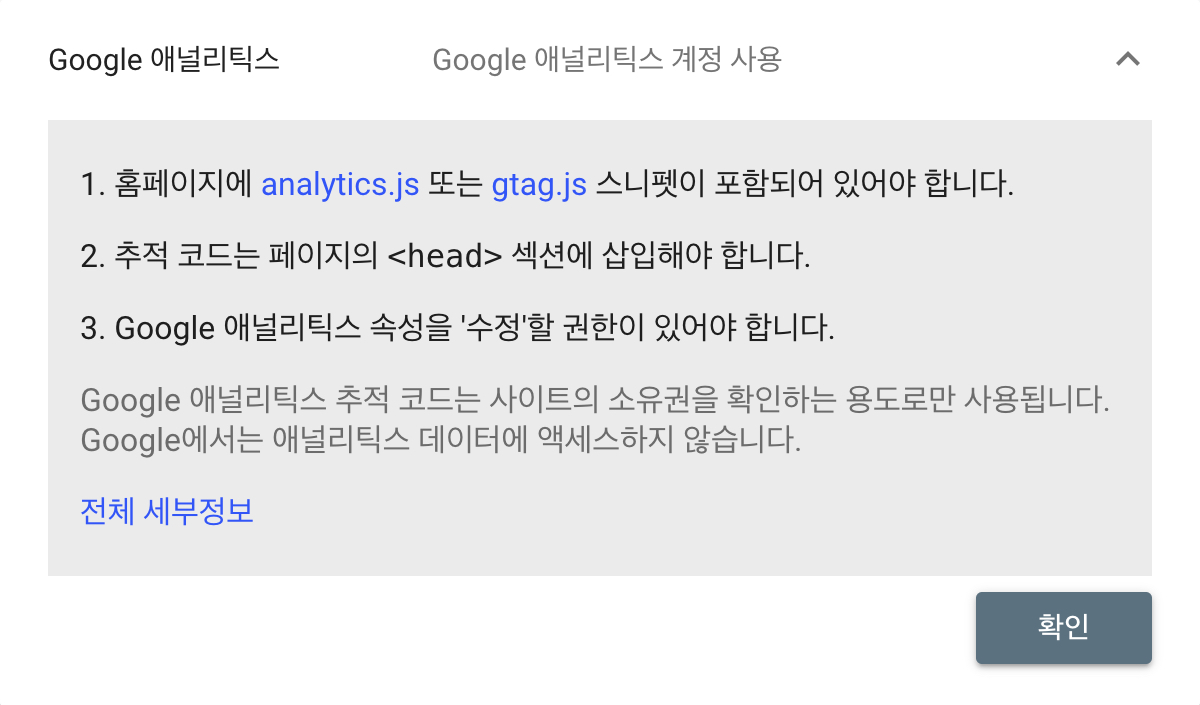 Google 애널리틱스 Google 애널리틱스 계정 사용
1. 홈페이지에 analytics.js 또는 gtag.js 스니펫이 포함되어 있어야 합니다.
2. 추적 코드는 페이지의 <head> 섹션에 삽입해야 합니다.
3. Google 애널리틱스 속성을 '수정'할 권한이 있어야 합니다.
Google 애널리틱스 추적 코드는 사이트의 소유권을 확인하는 용도로만 사용됩니다.
Google에서는 애널리틱스 데이터에 액세스하지 않습니다.
전체 세부정보
확인